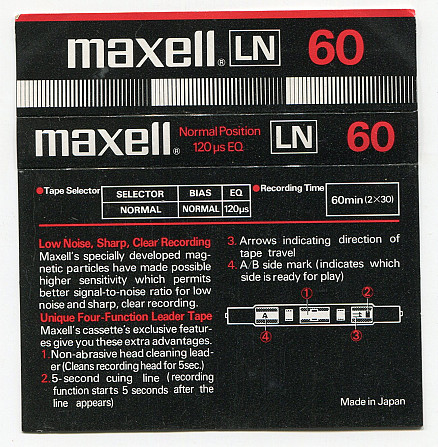 maxell® LN 60
maxell® Normal Position 120 µs EQ LN 60
•Tape Selector
SELECTOR BIAS EQ
NORMAL NORMAL 120µs
•Recording Time
60min (2×30)
Low Noise, Sharp, Clear Recording
Maxell's specially developed mag-
netic particles have made possible
higher sensitivity which permits
better signal-to-noise ratio for low
noise and sharp, clear recording.
Unique Four-Function Leader Tape
Maxell's cassette's exclusive featur-
es give you these extra advantages.
1.Non-abrasive head cleaning lead-
er (Cleans recording head for 5sec.)
2.5-second cuing line (recording
function starts 5 seconds after the
line appears)
3. Arrows indicating direction of
tape travel
4. A/B side mark (indicates which
side is ready for play)
① ②
A
④ ③
Made in Japan